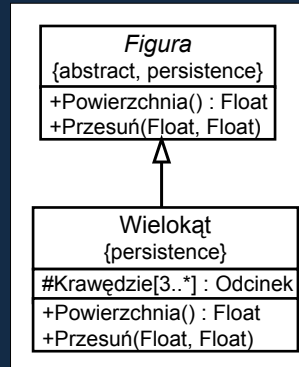 Figura
{abstract, persistence}
+Powierzchnia() : Float
+Przesuń(Float, Float)
Wielokąt
{persistence}
#Krawędzie[3..*] : Odcinek
+Powierzchnia() : Float
+Przesuń(Float, Float)